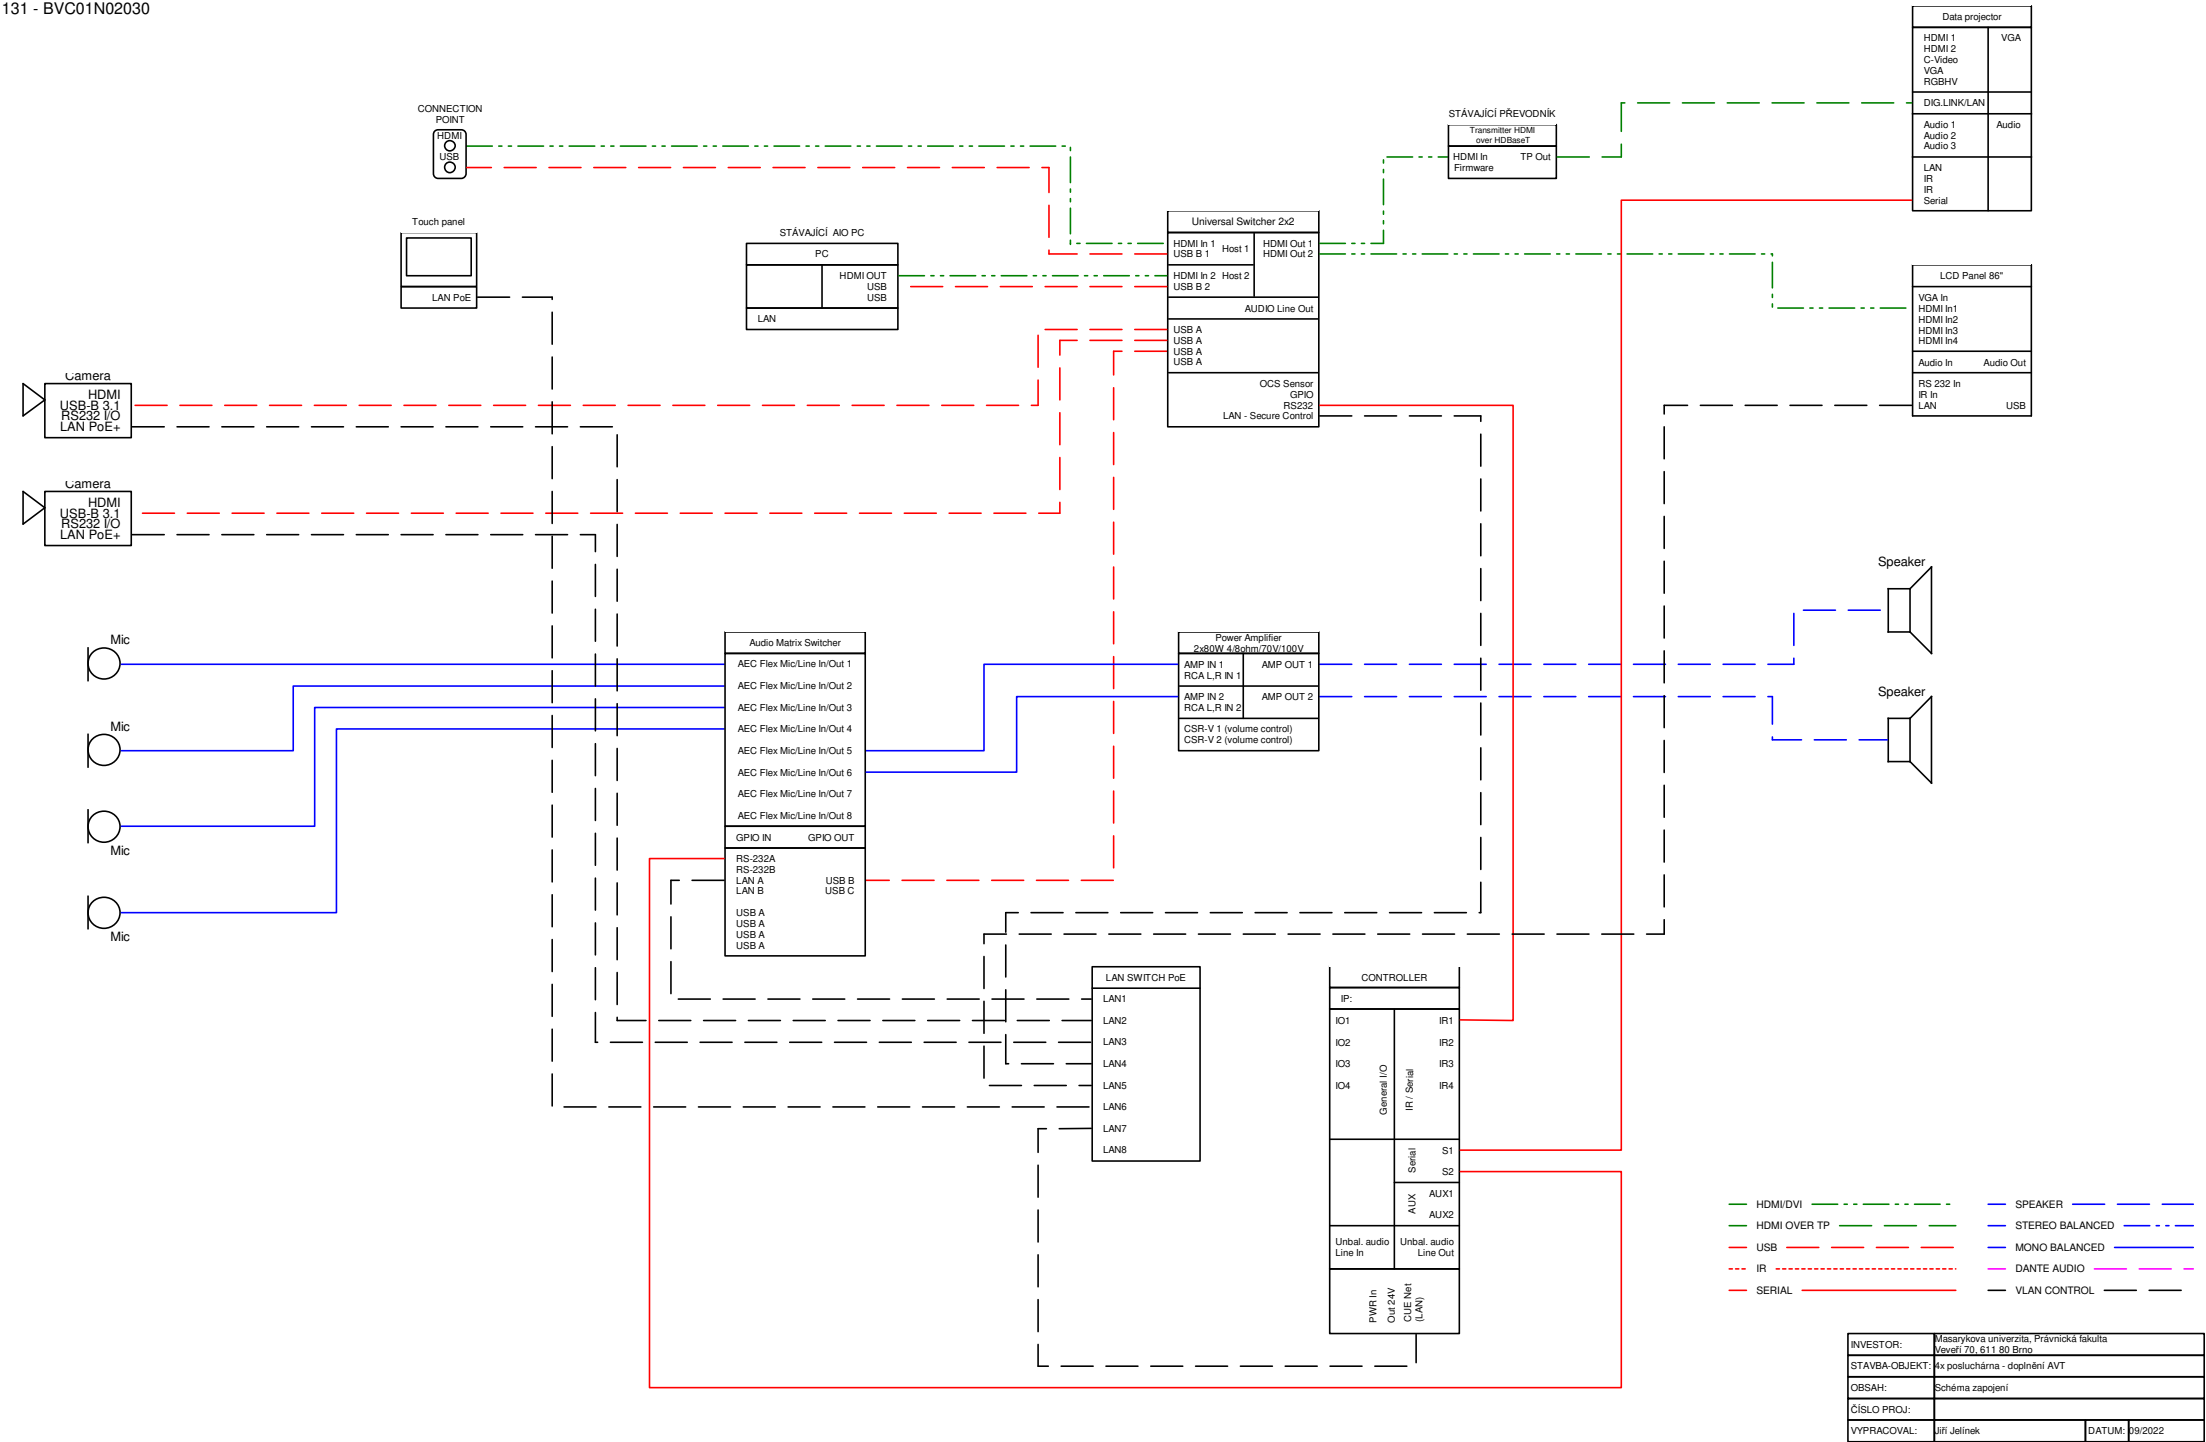 131 - BVC01N02030
Data projector
HDMI 1
HDMI 2
C-Video
VGA
RGBHV
VGA
DIG.LINK/LAN
Audio 1
Audio 2
Audio 3
Audio
LAN
IR
IR
Serial
CONNECTION
POINT
HDMI
USB
STÁVAJÍCÍ PŘEVODNÍK
Transmitter HDMI
over HDBaseT
HDMI In TP Out
Firmware
Touch panel
LAN PoE
STÁVAJÍCÍ AIO PC
PC
HDMI OUT
USB
USB
LAN
Universal Switcher 2x2
HDMI In 1 Host 1 HDMI Out 1
USB B 1 HDMI Out 2
HDMI In 2 Host 2
USB B 2
AUDIO Line Out
USB A
USB A
USB A
USB A
OCS Sensor
GPIO
RS232
LAN - Secure Control
LCD Panel 86"
VGA In
HDMI In1
HDMI In2
HDMI In3
HDMI In4
Audio In Audio Out
RS 232 In
IR In
LAN USB
Camera
HDMI
USB-B 3.1
RS232 I/O
LAN PoE+
Camera
HDMI
USB-B 3.1
RS232 I/O
LAN PoE+
Speaker
Speaker
Mic
Mic
Mic
Mic
Audio Matrix Switcher
AEC Flex Mic/Line In/Out 1
AEC Flex Mic/Line In/Out 2
AEC Flex Mic/Line In/Out 3
AEC Flex Mic/Line In/Out 4
AEC Flex Mic/Line In/Out 5
AEC Flex Mic/Line In/Out 6
AEC Flex Mic/Line In/Out 7
AEC Flex Mic/Line In/Out 8
GPIO IN GPIO OUT
RS-232A
RS-232B
LAN A USB B
LAN B USB C
USB A
USB A
USB A
USB A
Power Amplifier
2x80W 4/8ohm/70V/100V
AMP IN 1 AMP OUT 1
RCA L,R IN 1
AMP IN 2 AMP OUT 2
RCA L,R IN 2
CSR-V 1 (volume control)
CSR-V 2 (volume control)
LAN SWITCH PoE
LAN1
LAN2
LAN3
LAN4
LAN5
LAN6
LAN7
LAN8
CONTROLLER
IP:
IO1 IR1
IO2 IR2
IO3 IR3
IO4 IR4
General I/O
IR / Serial
Serial
S1
S2
AUX
AUX1
AUX2
Unbal. audio
Line In
Unbal. audio
Line Out
PWR In
Out 24V
CUE Net
(LAN)
HDMI/DVI
HDMI OVER TP
USB
IR
SERIAL
SPEAKER
STEREO BALANCED
MONO BALANCED
DANTE AUDIO
VLAN CONTROL
INVESTOR: Masarykova univerzita, Právnická fakulta
Veveří 70, 611 80 Brno
STAVBA-OBJEKT: 4x posluchárna - doplnění AVT
OBSAH: Schéma zapojení
ČÍSLO PROJ:
VYPRACOVAL: Jiří Jelínek DATUM: 09/2022